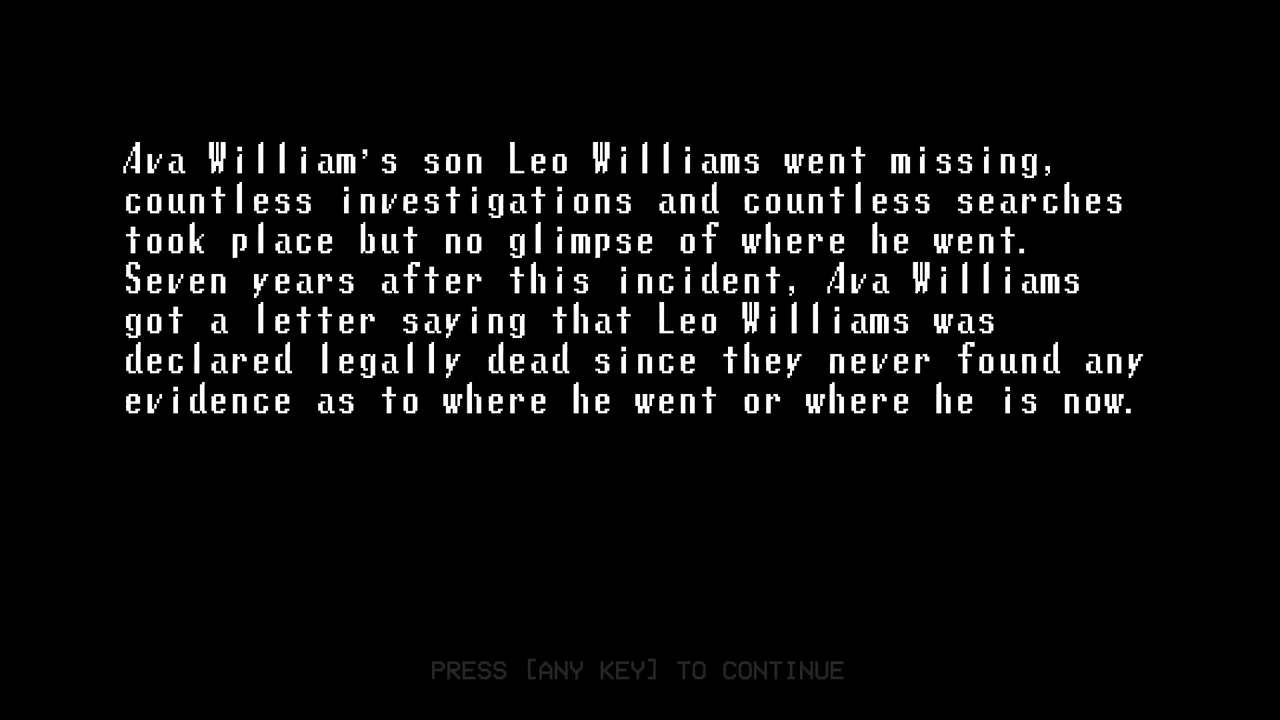 Ava William's son Leo Williams went missing,
countless investigations and countless searches
took place but no glimpse of where he went.
Seven years after this incident, Ava Williams
got a letter saying that Leo Williams was
declared legally dead since they never found any
evidence as to where he went or where he is now.
PRESS [ANY KEY] TO CONTINUE